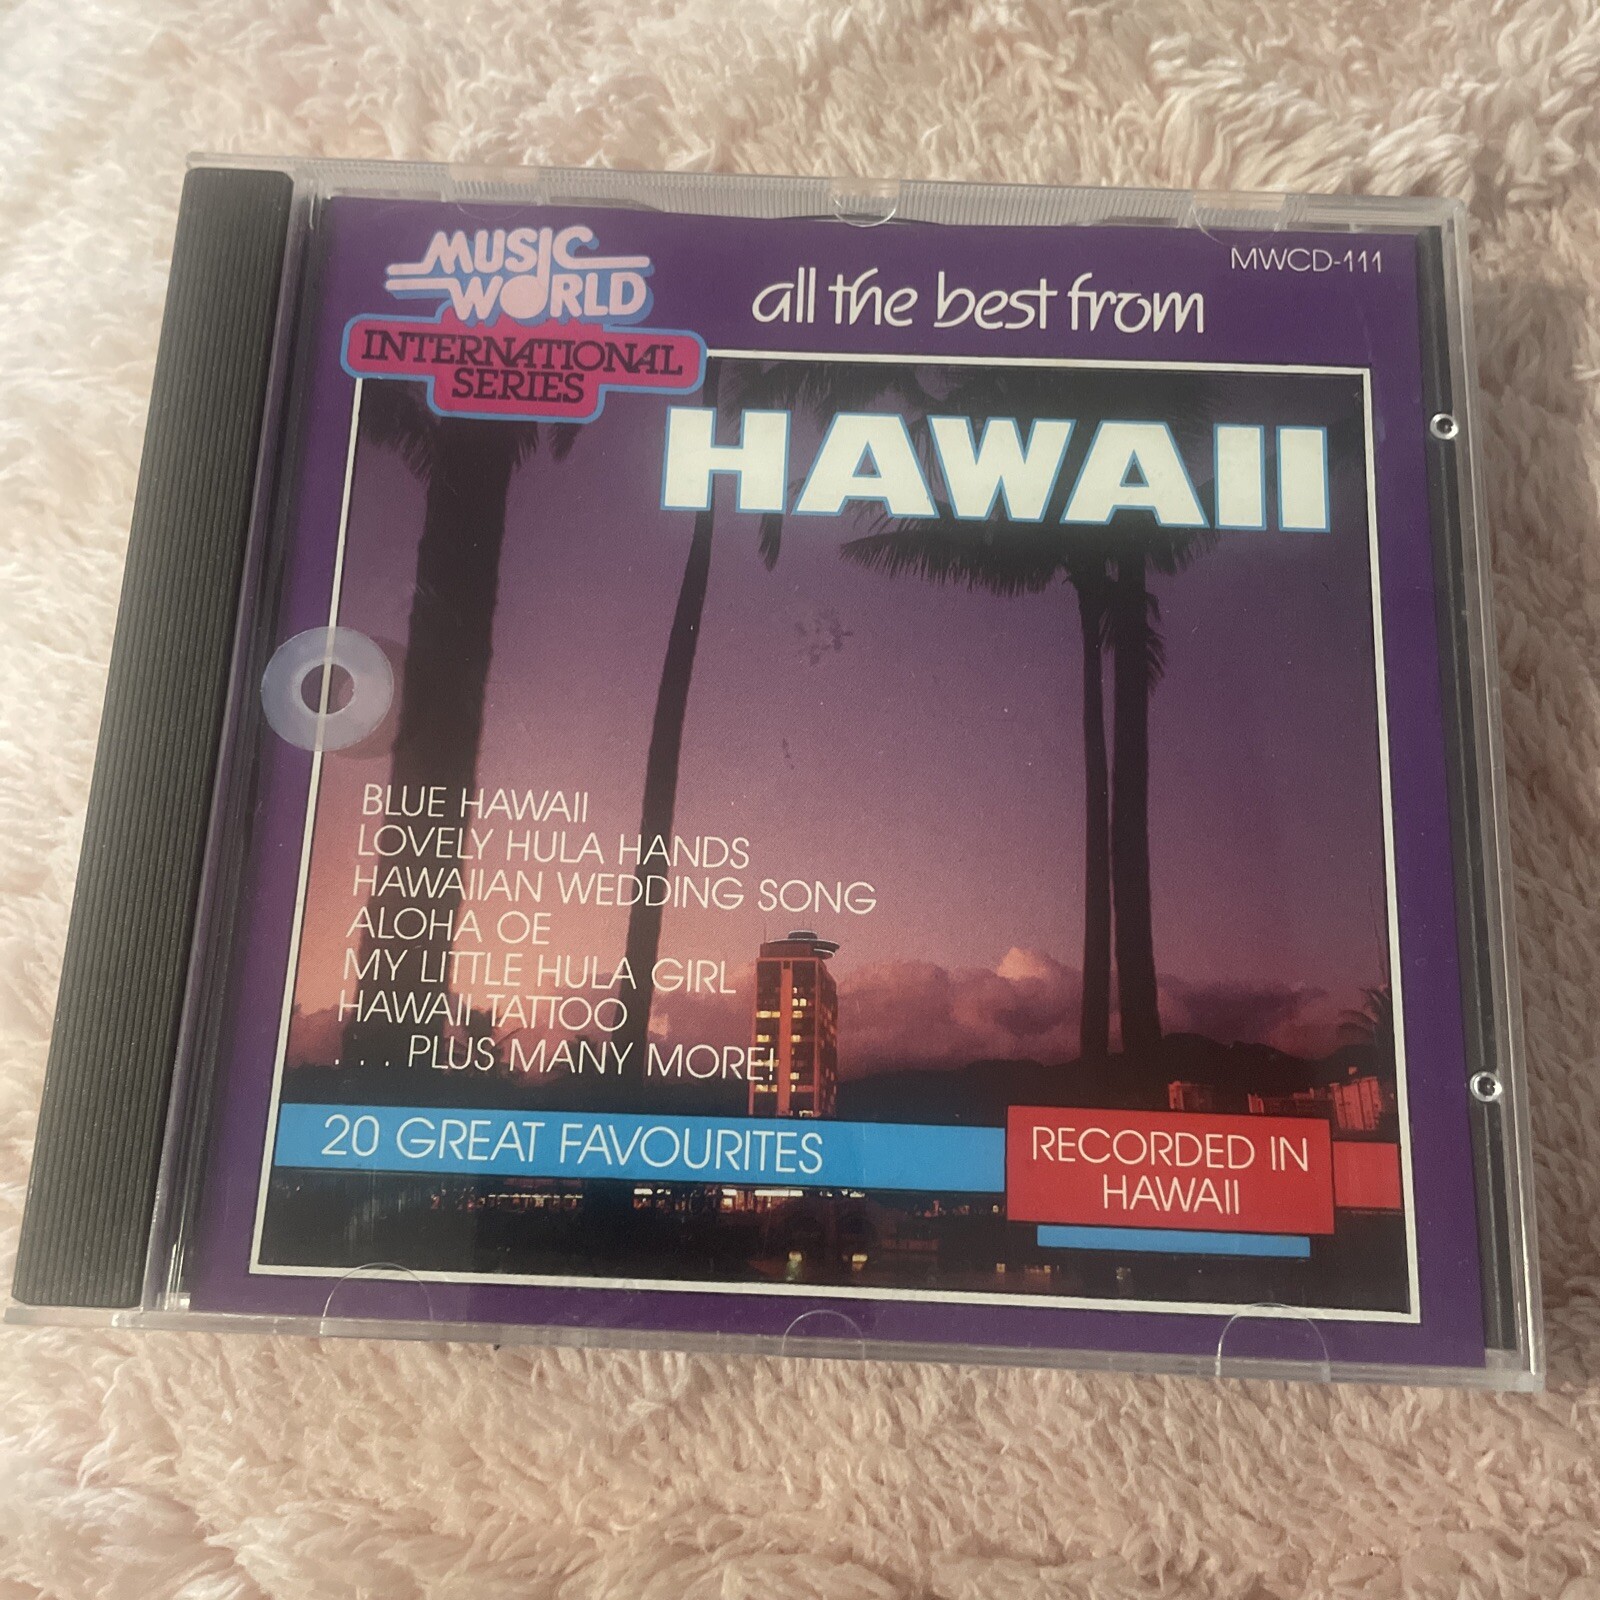 MUSIC
WORLD
INTERNATIONAL
SERIES
all the best from
MWCD-111
HAWAII
BLUE HAWAII
LOVELY HULA HANDS
HAWAIIAN WEDDING SONG
ALOHA OE
MY LITTLE HULA GIRL
HAWAII TATTOO
. . . PLUS MANY MORE!
20 GREAT FAVOURITES
RECORDED IN
HAWAII